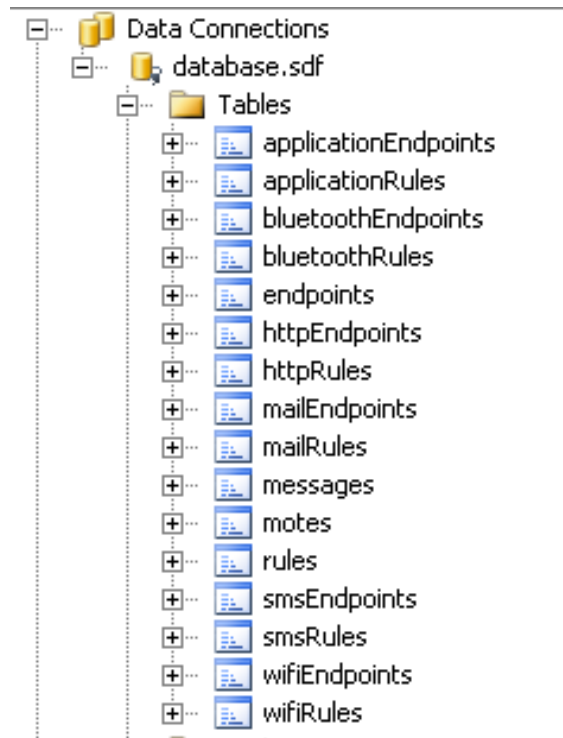 Data Connections
database.sdf
Tables
applicationEndpoints
applicationRules
bluetoothEndpoints
bluetoothRules
endpoints
httpEndpoints
httpRules
mailEndpoints
mailRules
messages
motes
rules
smsEndpoints
smsRules
wifiEndpoints
wifiRules